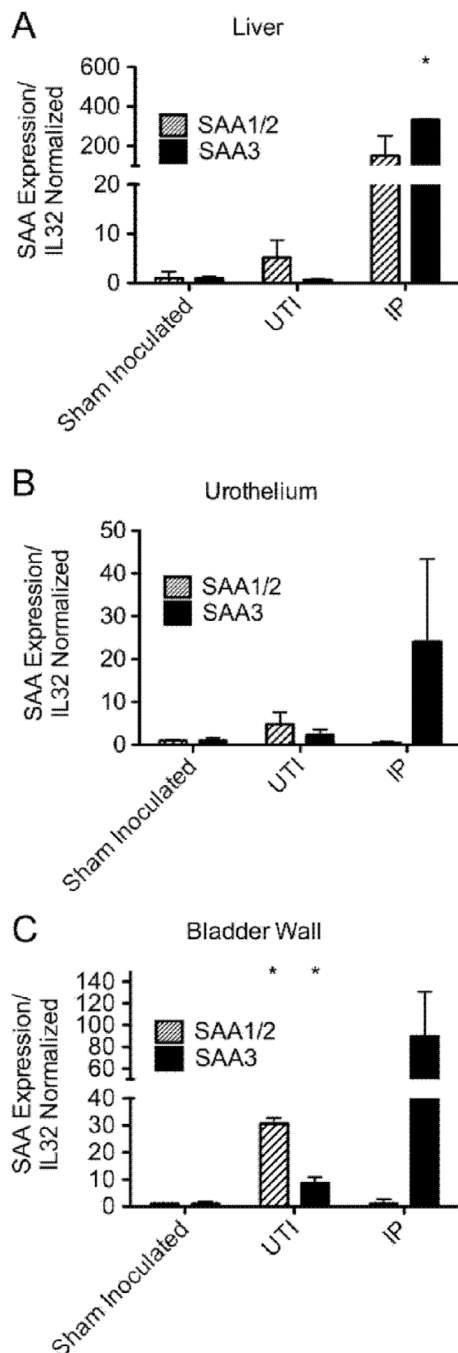 A
Liver
SAA Expression/
IL32 Normalized
600
400
200
20
10
0
SAA1/2
SAA3
*
Sham Inoculated
UTI
IP
B
Urothelium
SAA Expression/
IL32 Normalized
50
40
30
20
10
0
SAA1/2
SAA3
Sham Inoculated
UTI
IP
C
Bladder Wall
SAA Expression/
IL32 Normalized
140
120
100
80
60
40
30
20
10
0
* *
SAA1/2
SAA3
Sham Inoculated
UTI
IP